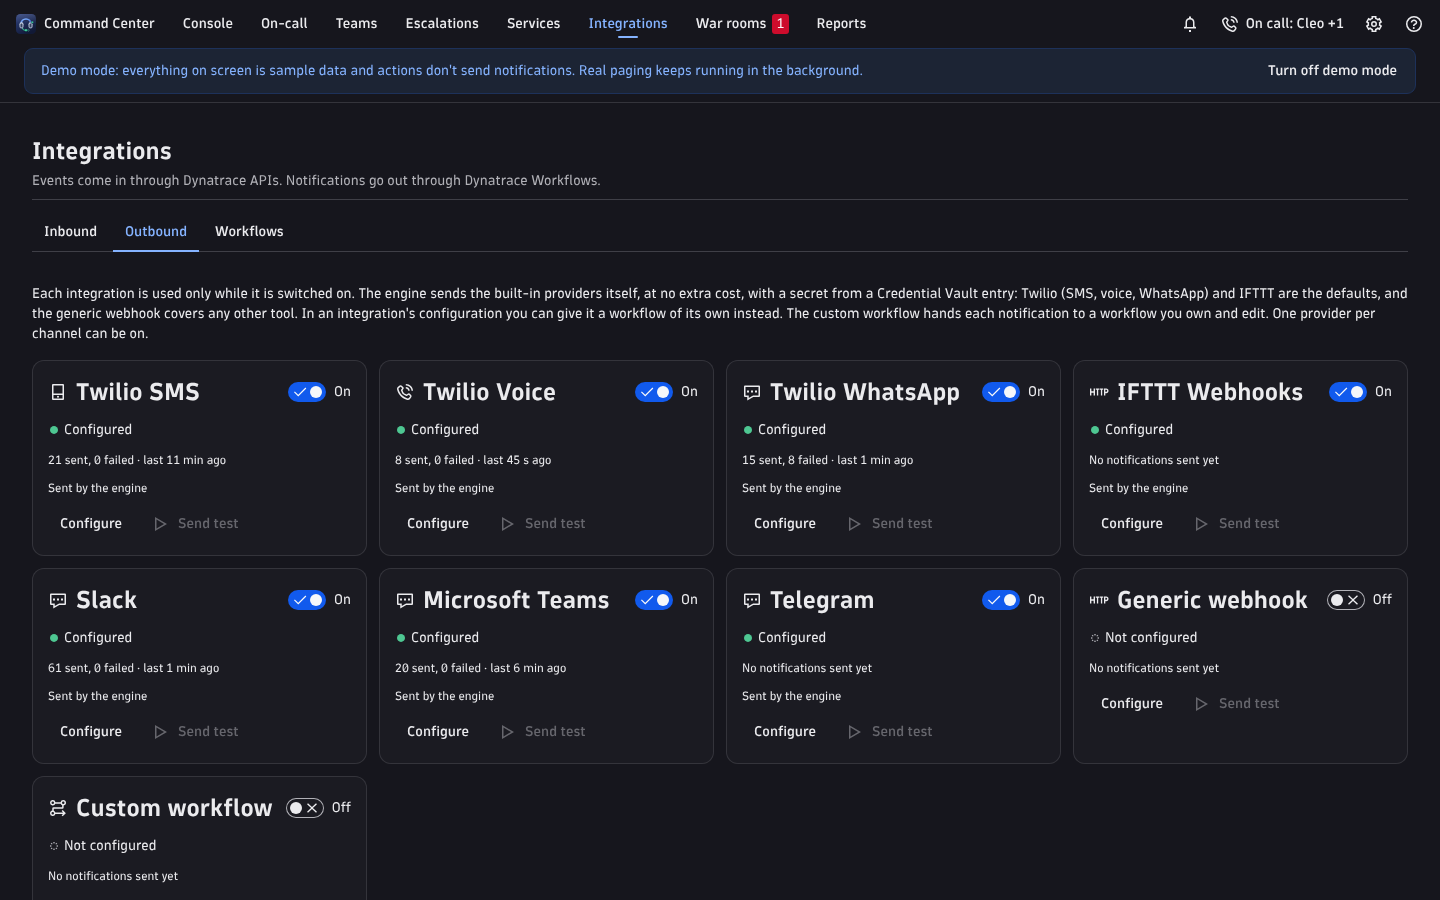 Command Center
Console
On-call
Teams
Escalations
Services
Integrations
War rooms 1
Reports
On call: Cleo +1
Demo mode: everything on screen is sample data and actions don't send notifications. Real paging keeps running in the background.
Turn off demo mode
Integrations
Events come in through Dynatrace APIs. Notifications go out through Dynatrace Workflows.
Inbound
Outbound
Workflows
Each integration is used only while it is switched on. The engine sends the built-in providers itself, at no extra cost, with a secret from a Credential Vault entry: Twilio (SMS, voice, WhatsApp) and IFTTT are the defaults, and
the generic webhook covers any other tool. In an integration's configuration you can give it a workflow of its own instead. The custom workflow hands each notification to a workflow you own and edit. One provider per
channel can be on.
Twilio SMS
On
Configured
21 sent, 0 failed · last 11 min ago
Sent by the engine
Configure
Send test
Twilio Voice
On
Configured
8 sent, 0 failed · last 45 s ago
Sent by the engine
Configure
Send test
Twilio WhatsApp
On
Configured
15 sent, 8 failed · last 1 min ago
Sent by the engine
Configure
Send test
HTTP IFTTT Webhooks
On
Configured
No notifications sent yet
Sent by the engine
Configure
Send test
Slack
On
Configured
61 sent, 0 failed · last 1 min ago
Sent by the engine
Configure
Send test
Microsoft Teams
On
Configured
20 sent, 0 failed · last 6 min ago
Sent by the engine
Configure
Send test
Telegram
On
Configured
No notifications sent yet
Sent by the engine
Configure
Send test
HTTP Generic webhook
Off
Not configured
No notifications sent yet
Configure
Send test
Custom workflow
Off
Not configured
No notifications sent yet